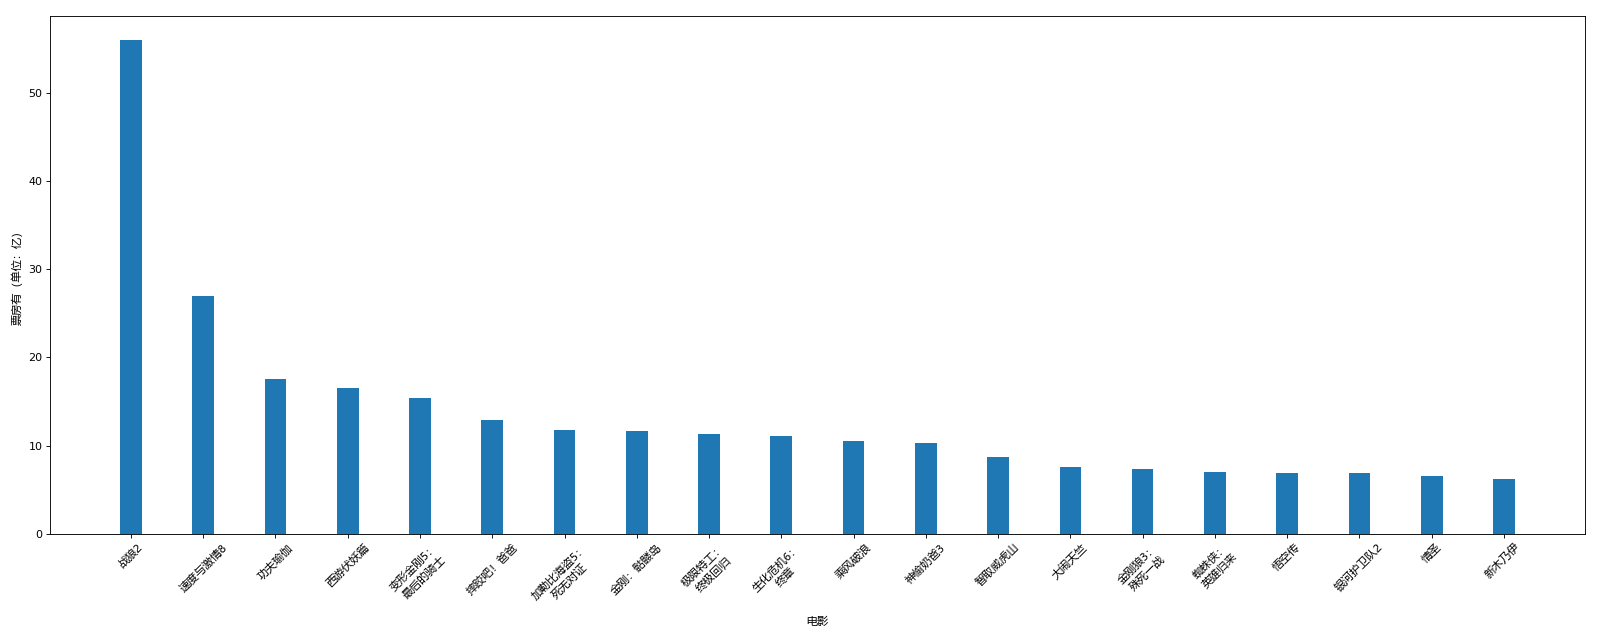 票房有（单位：亿）
50
40
30
20
10
0
战狼2
速度与激情8
功夫瑜伽
西游伏妖篇
变形金刚5：
最后的骑士
摔跤吧！爸爸
加勒比海盗5：
死无对证
金刚：骷髅岛
极限特工：
终极回归
生化危机6：
终章
乘风破浪
神偷奶爸3
智取威虎山
大闹天竺
金刚狼3：
殊死一战
蜘蛛侠：
英雄归来
悟空传
银河护卫队2
情圣
新木乃伊
电影